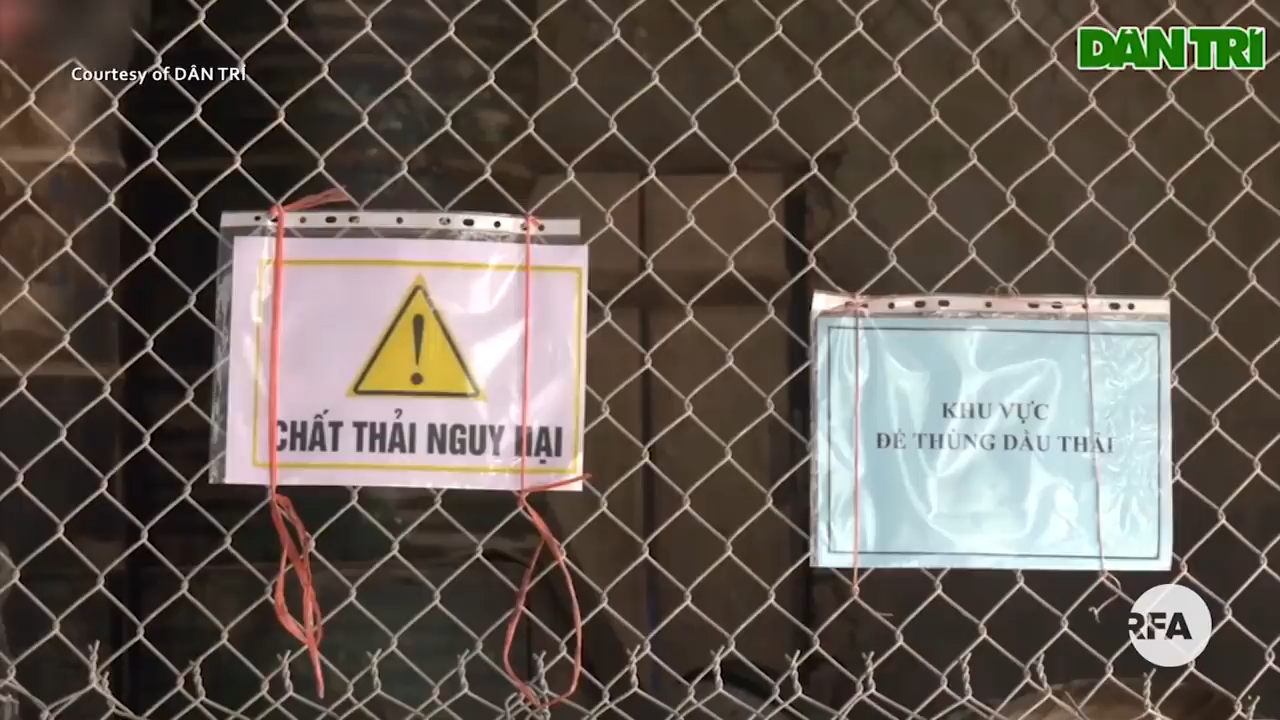 Courtesy of DÂN TRÍ
DÂN TRÍ
CHẤT THẢI NGUY HẠI
KHU VỰC
ĐỂ THÙNG DẦU THẢI
RFA